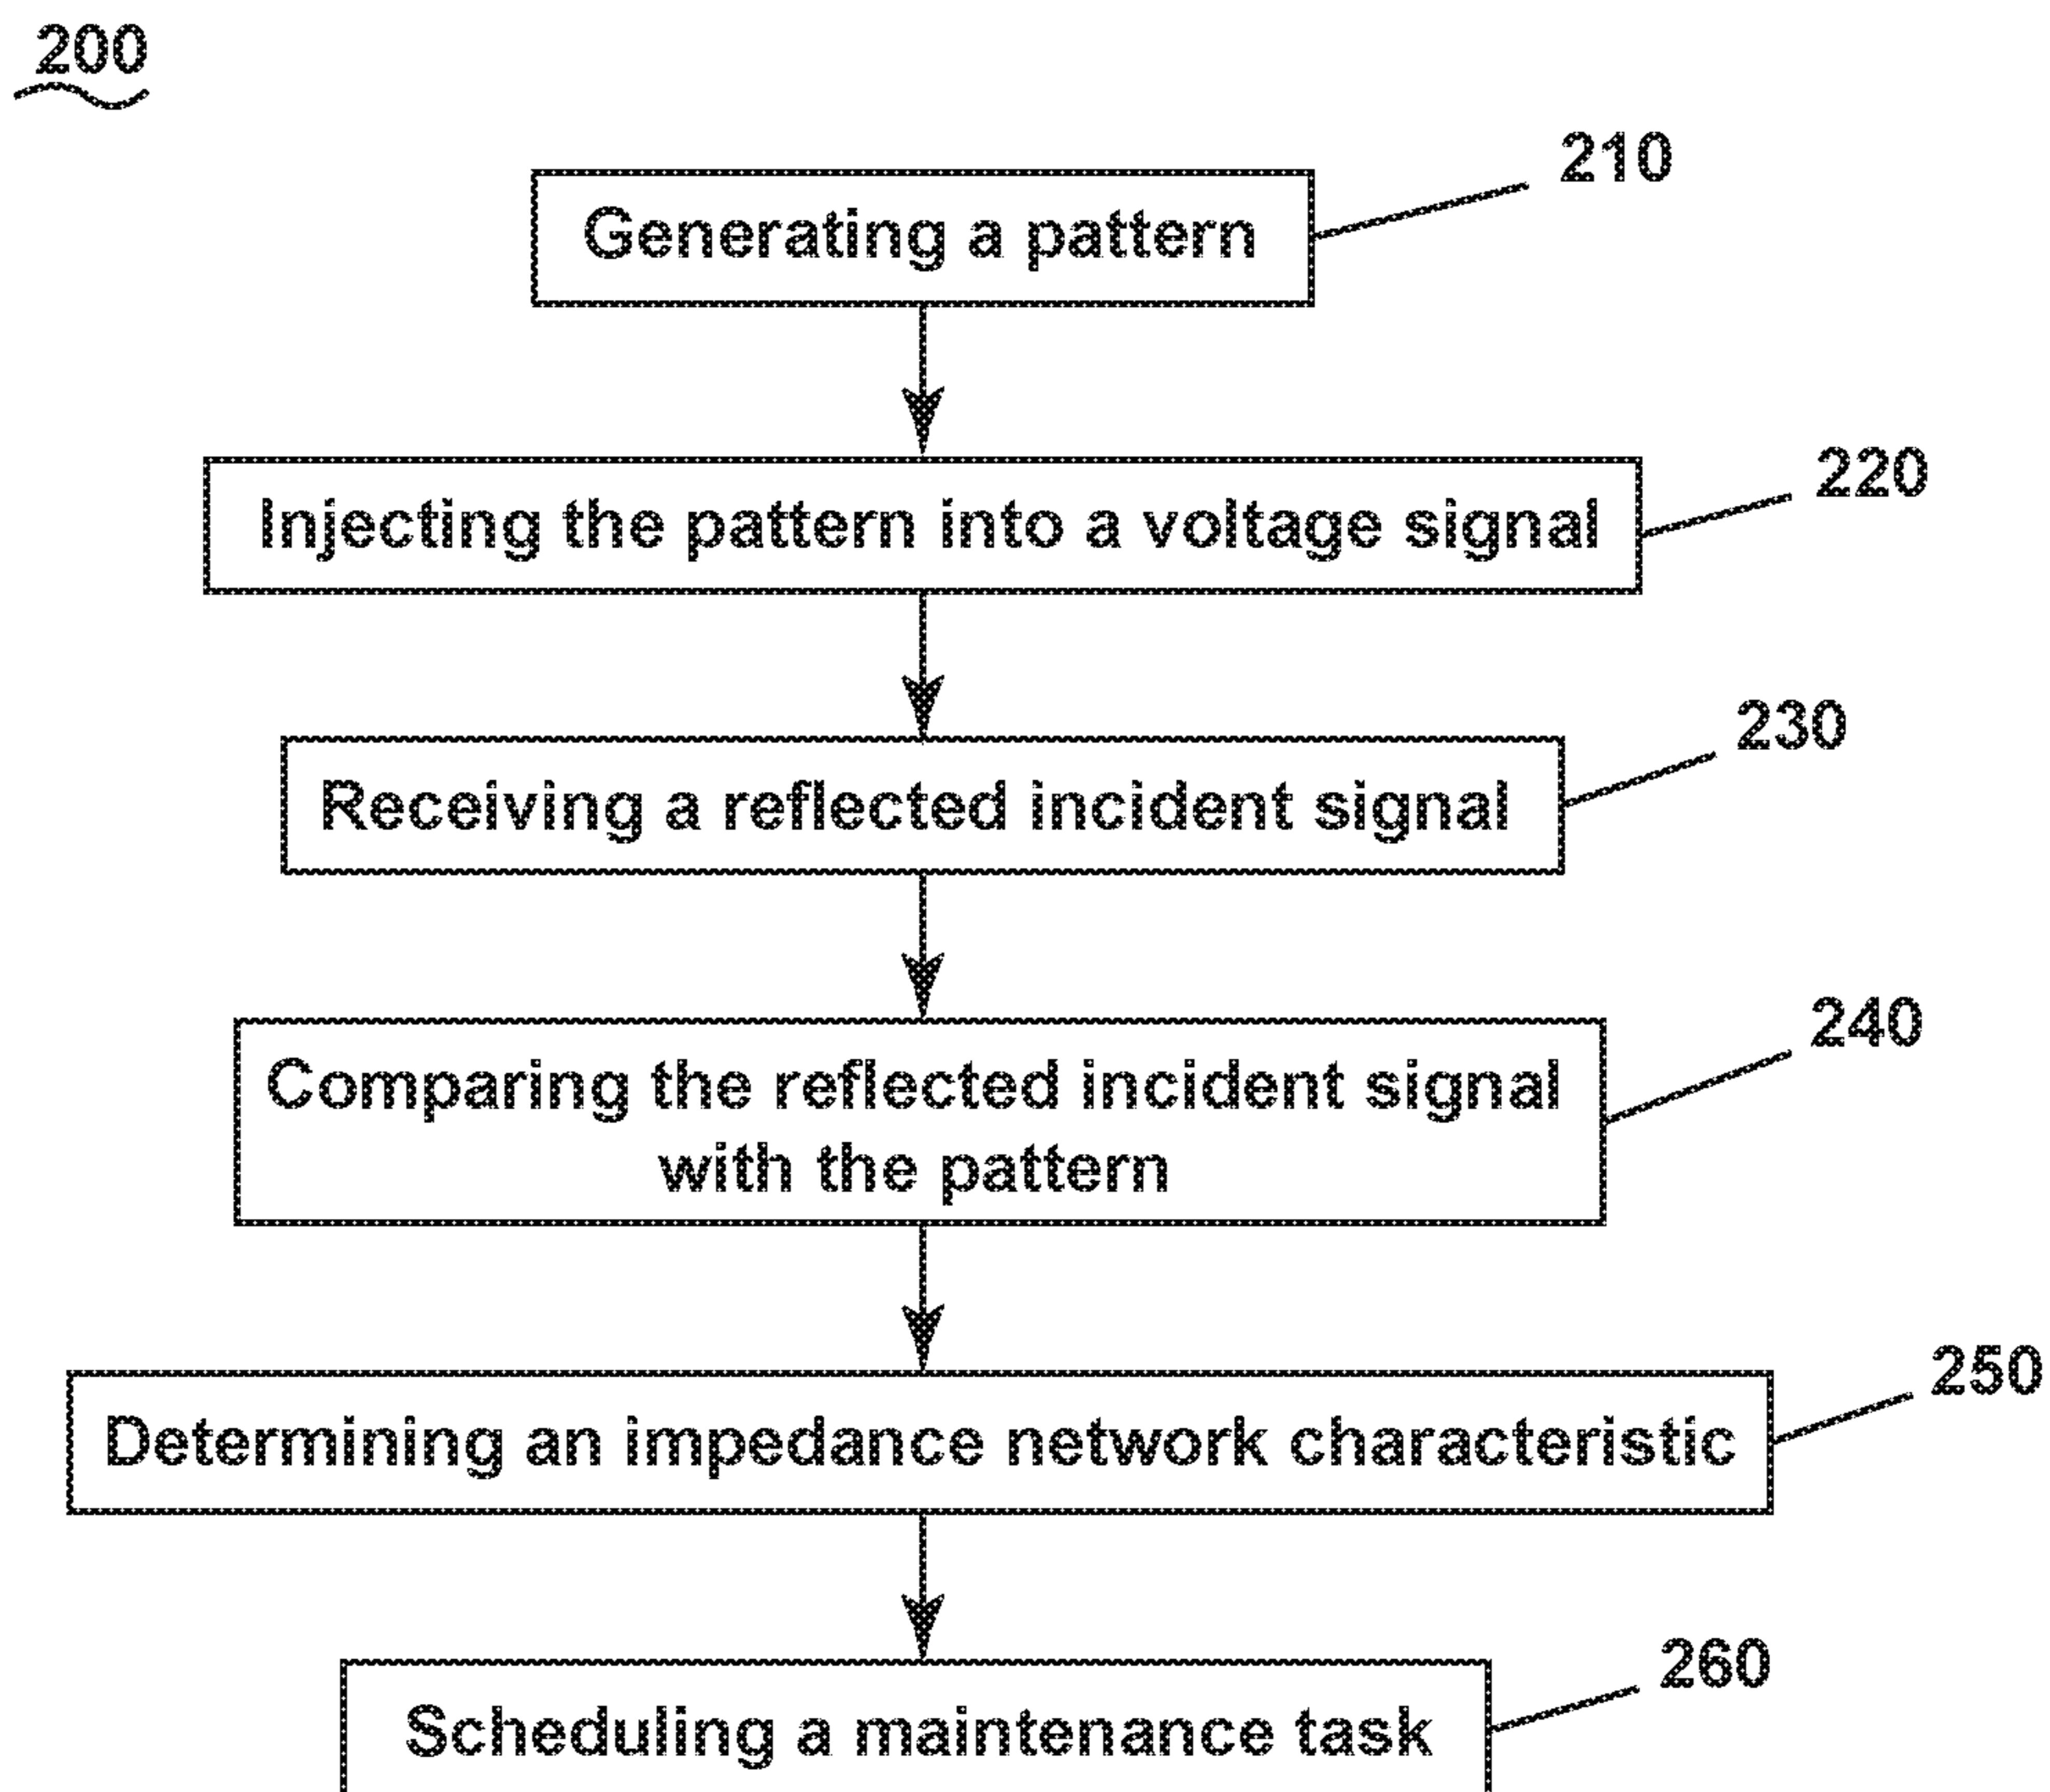 200
210
Generating a pattern
220
Injecting the pattern into a voltage signal
230
Receiving a reflected incident signal
240
Comparing the reflected incident signal
with the pattern
250
Determining an impedance network characteristic
260
Scheduling a maintenance task